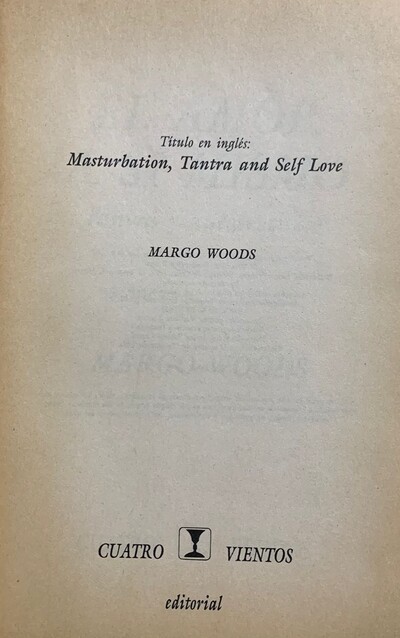 Título en inglés:
Masturbation, Tantra and Self Love
MARGO WOODS
CUATRO VIENTOS
editorial